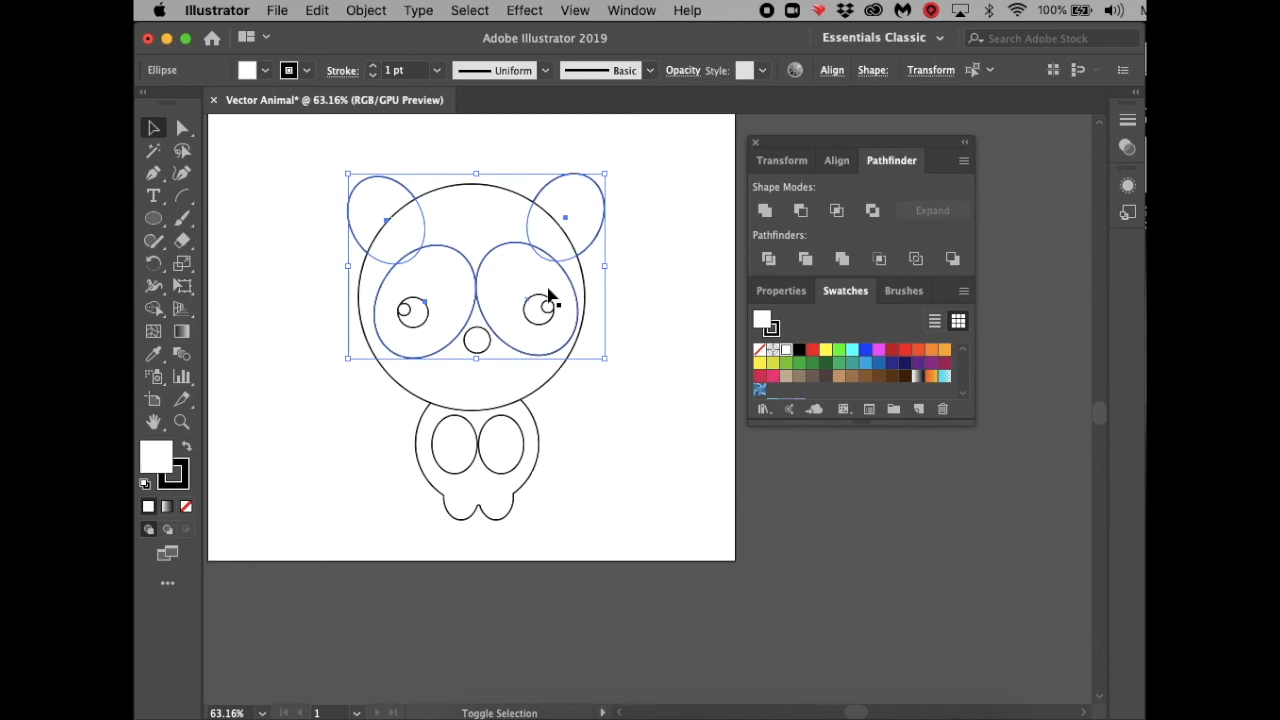 Illustrator File Edit Object Type Select Effect View Window Help 100%
Adobe Illustrator 2019 Essentials Classic Search Adobe Stock
Ellipse Stroke: 1 pt Uniform Basic Opacity Style: Align Shape: Transform
Vector Animal* @ 63.16% (RGB/GPU Preview)
Transform Align Pathfinder
Shape Modes:
Expand
Pathfinders:
Properties Swatches Brushes
63.16% 1 Toggle Selection